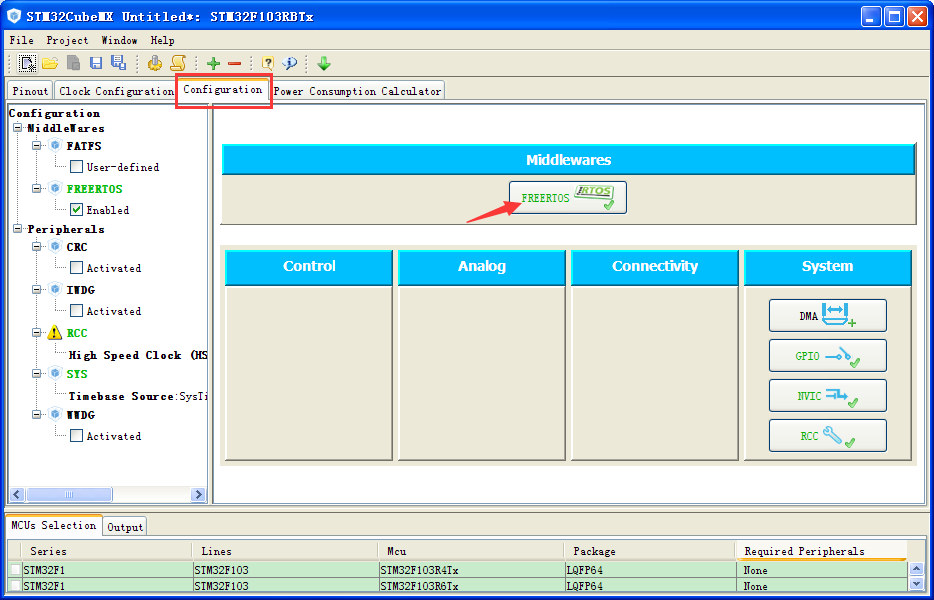 STM32CubeMX Untitled*: STM32F103RBTx
File Project Window Help
Pinout Clock Configuration Configuration Power Consumption Calculator
Configuration
MiddleWares
FATFS
User-defined
FREERTOS
Enabled
Peripherals
CRC
Activated
IWDG
Activated
RCC
High Speed Clock (HS
SYS
Timebase Source:SysTi
WWDG
Activated
Middlewares
FREERTOS RTOS
Control Analog Connectivity System
DMA
GPIO
NVIC
RCC
MCUs Selection Output
Series Lines Mcu Package Required Peripherals
STM32F1 STM32F103 STM32F103R4Tx LQFP64 None
STM32F1 STM32F103 STM32F103R6Tx LQFP64 None